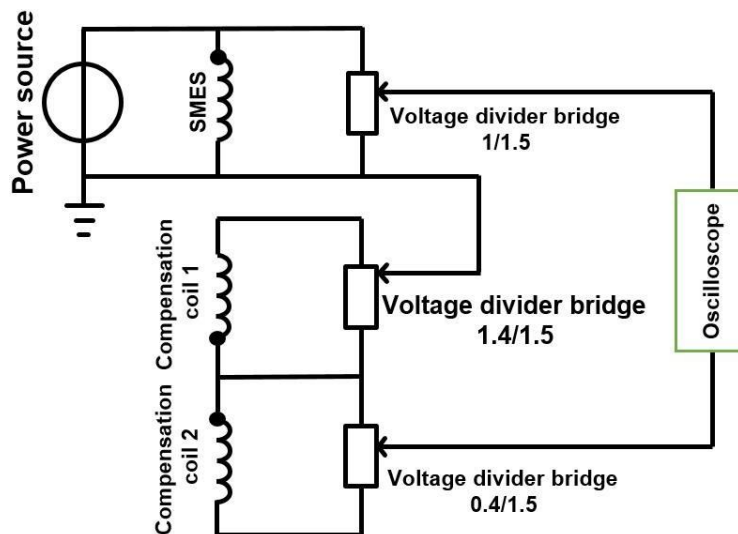 Power source
SMES
Voltage divider bridge
1/1.5
Oscilloscope
Compensation
coil 1
Voltage divider bridge
1.4/1.5
Compensation
coil 2
Voltage divider bridge
0.4/1.5